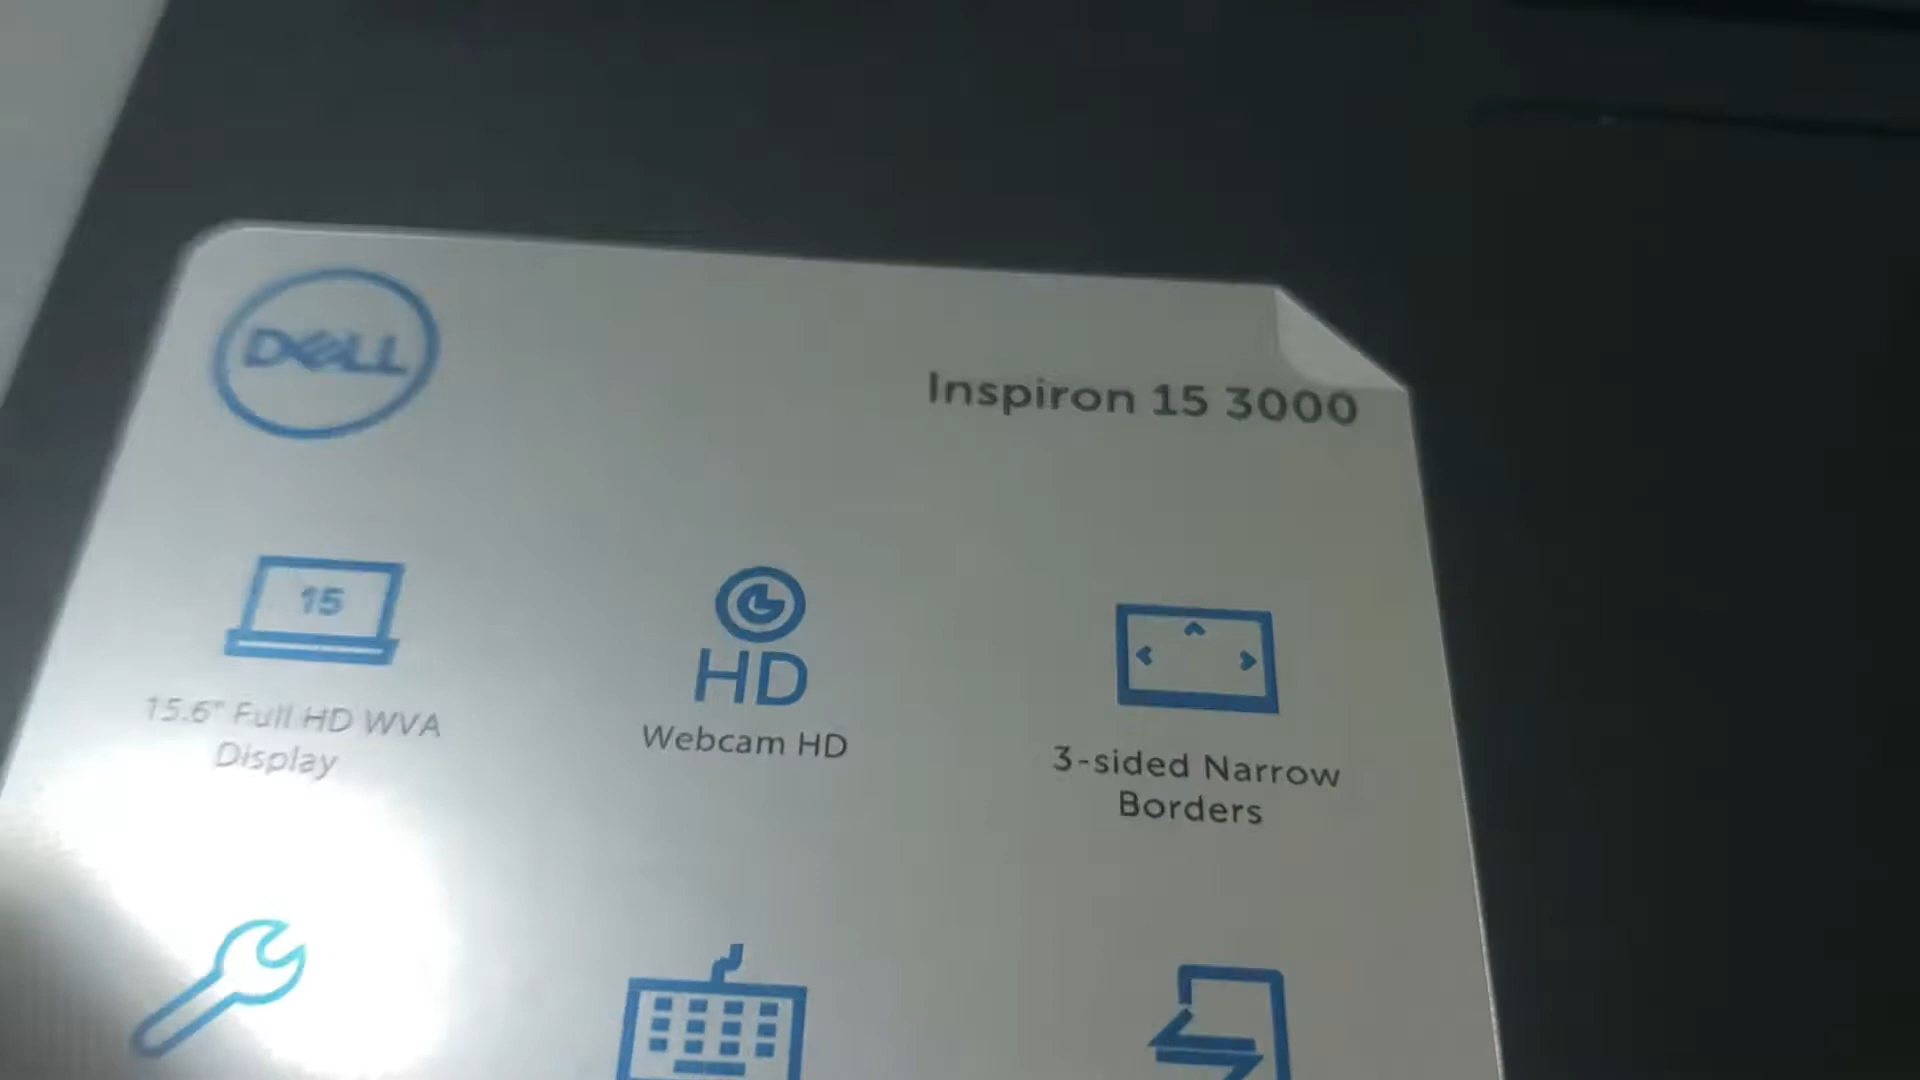 DELL
Inspiron 15 3000
15
15.6" Full HD WVA
Display
HD
Webcam HD
3-sided Narrow
Borders